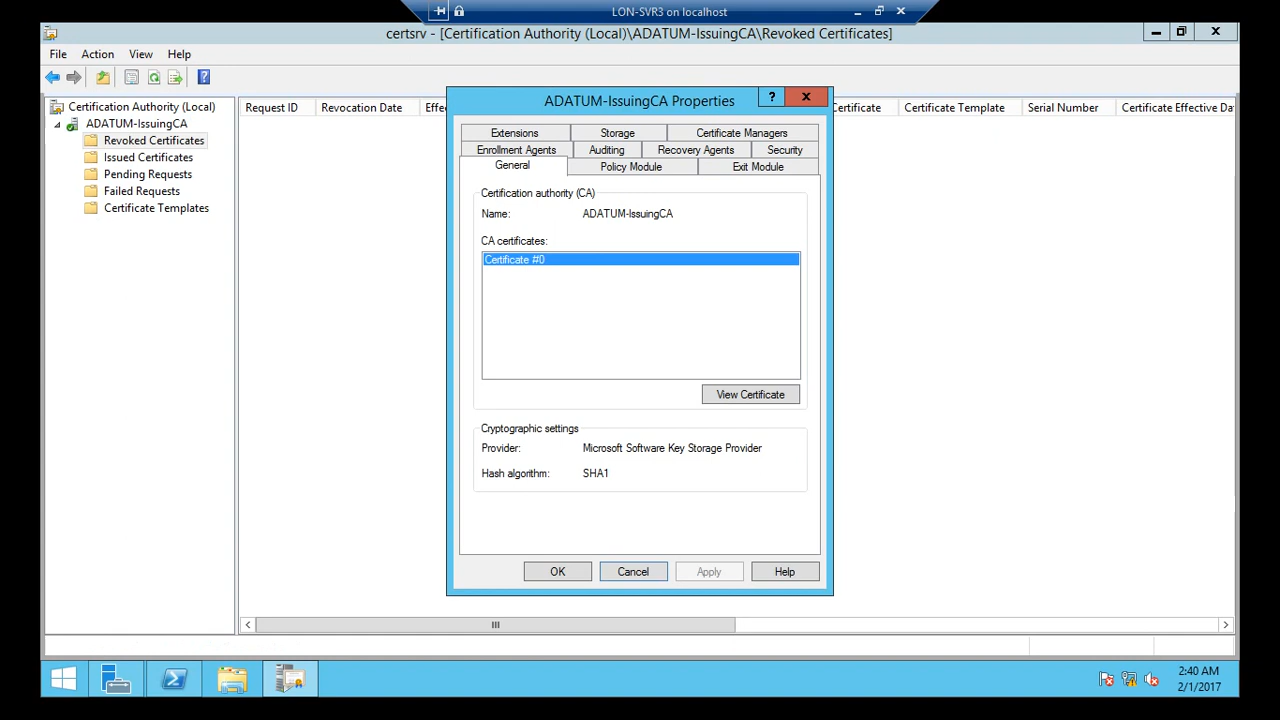 LON-SVR3 on localhost
certsrv - [Certification Authority (Local)\ADATUM-IssuingCA\Revoked Certificates]
File Action View Help
Certification Authority (Local)
ADATUM-IssuingCA
Revoked Certificates
Issued Certificates
Pending Requests
Failed Requests
Certificate Templates
Request ID Revocation Date Certificate Certificate Template Serial Number Certificate Effective
ADATUM-IssuingCA Properties
Extensions Storage Certificate Managers
Enrollment Agents Auditing Recovery Agents Security
General Policy Module Exit Module
Certification authority (CA)
Name: ADATUM-IssuingCA
CA certificates:
Certificate #0
View Certificate
Cryptographic settings
Provider: Microsoft Software Key Storage Provider
Hash algorithm: SHA1
OK Cancel Apply Help
2:40 AM
2/1/2017